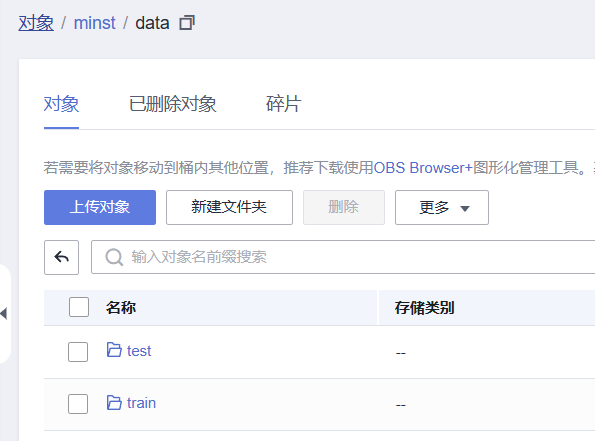 对象 / minst / data
对象 已删除对象 碎片
若需要将对象移动到桶内其他位置，推荐下载使用OBS Browser+图形化管理工具。
上传对象 新建文件夹 删除 更多
输入对象名前缀搜索
名称 存储类别
test --
train --